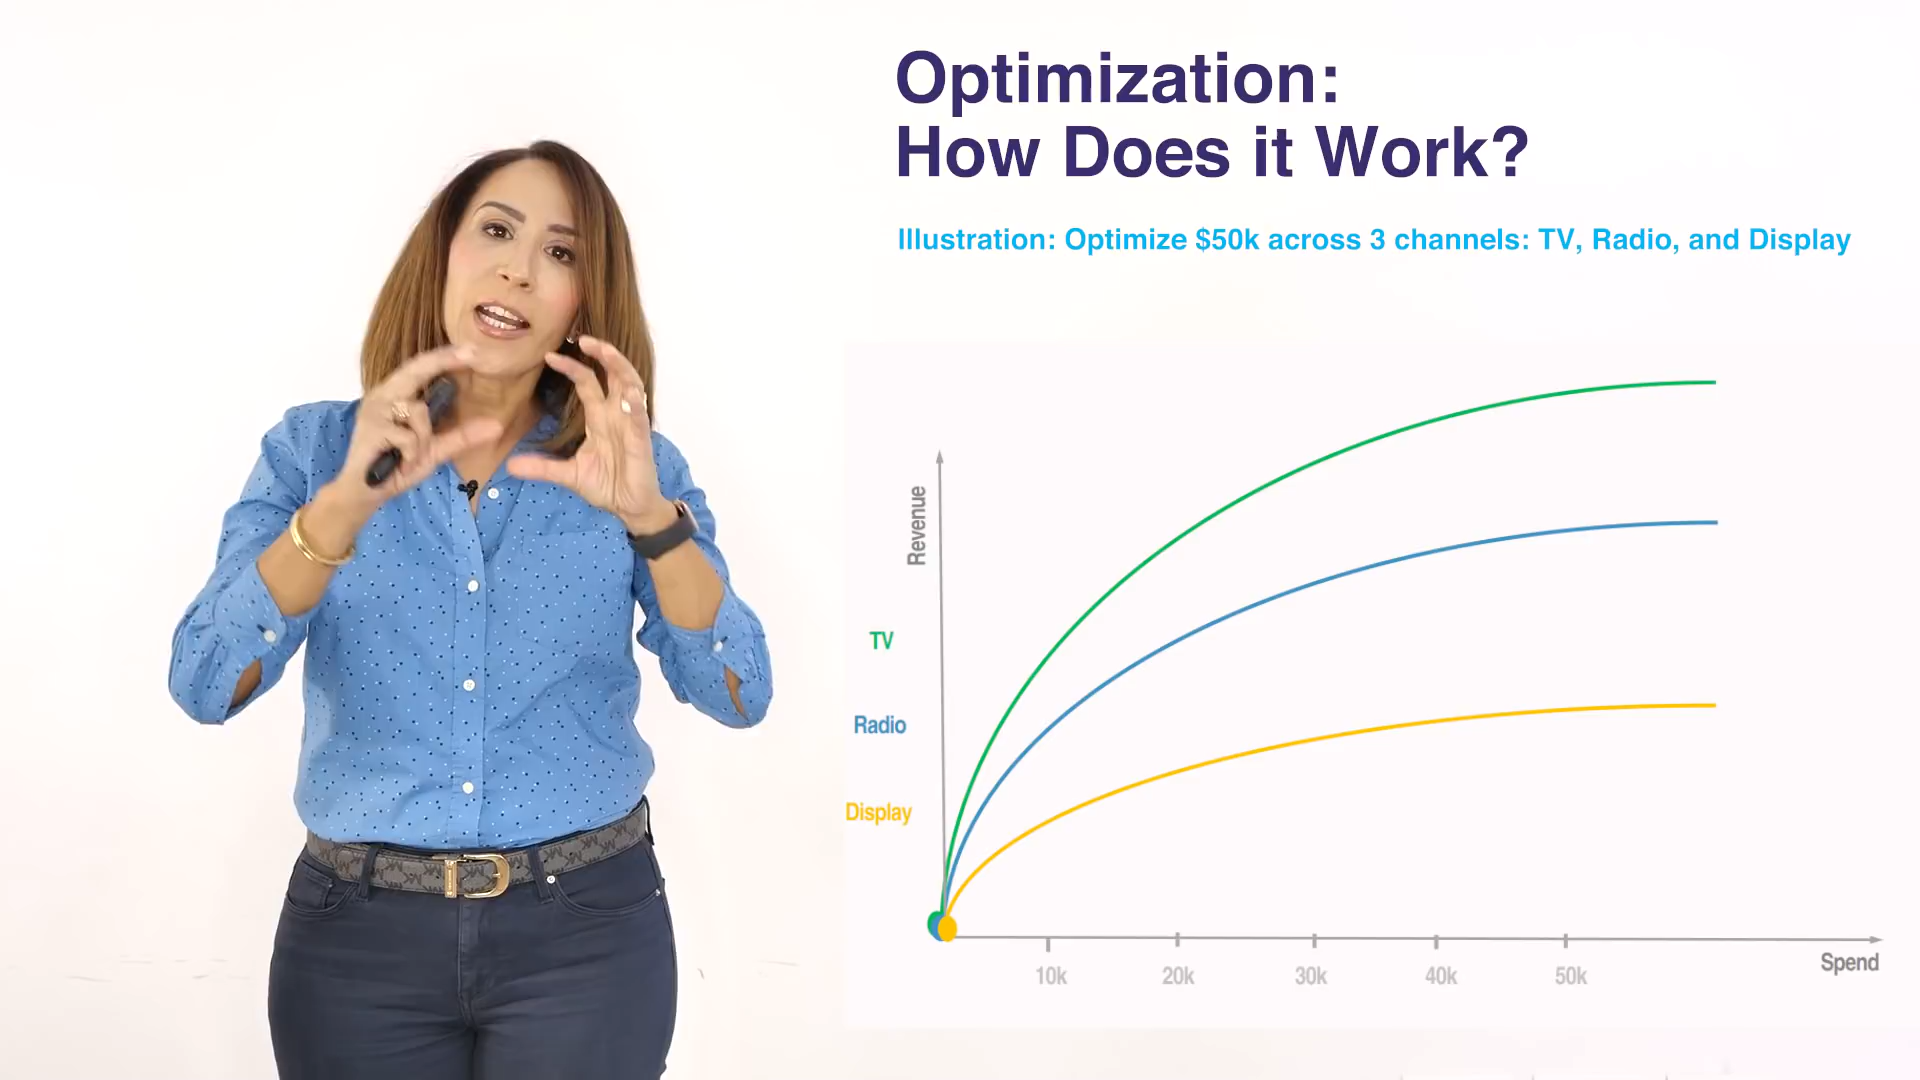 Optimization:
How Does it Work?
Illustration: Optimize $50k across 3 channels: TV, Radio, and Display
Revenue
TV
Radio
Display
10k
20k
30k
40k
50k
Spend